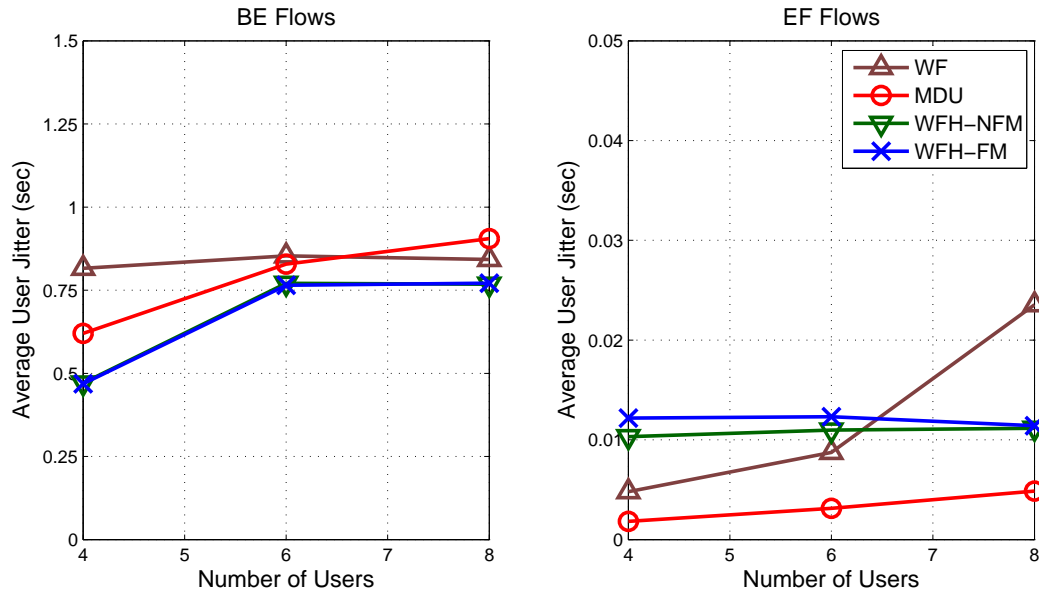 BE Flows
1.5
1.25
1
0.75
0.5
0.25
0
4
5
6
7
8
Average User Jitter (sec)
Number of Users
EF Flows
0.05
0.04
0.03
0.02
0.01
0
4
5
6
7
8
Average User Jitter (sec)
Number of Users
WF
MDU
WFH−NFM
WFH−FM